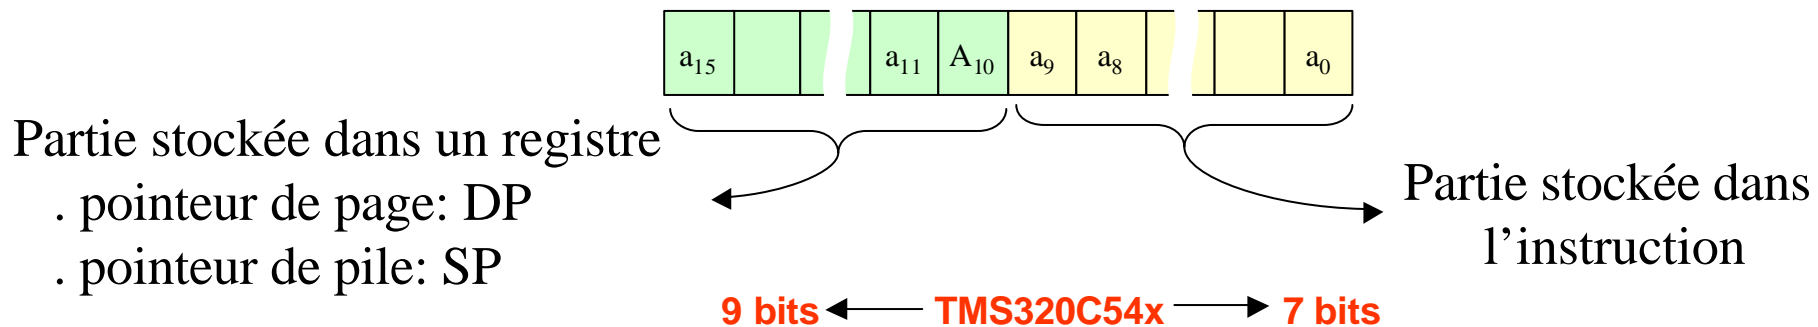 a15 a11 A10 a9 a8 a0
Partie stockée dans un registre
. pointeur de page: DP
. pointeur de pile: SP
Partie stockée dans
l’instruction
9 bits TMS320C54x 7 bits